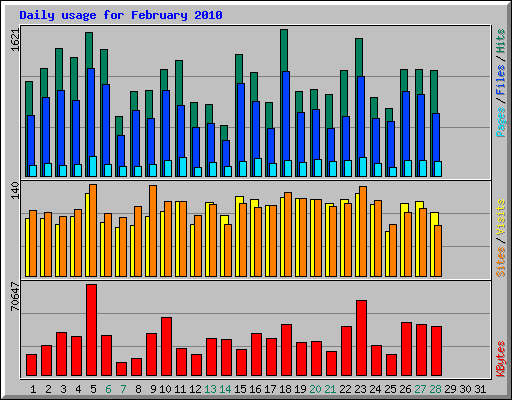 Daily usage for February 2010
1621
Pages / Files / Hits
140
Sites / Visits
70647
KBytes
1 2 3 4 5 6 7 8 9 10 11 12 13 14 15 16 17 18 19 20 21 22 23 24 25 26 27 28 29 30 31